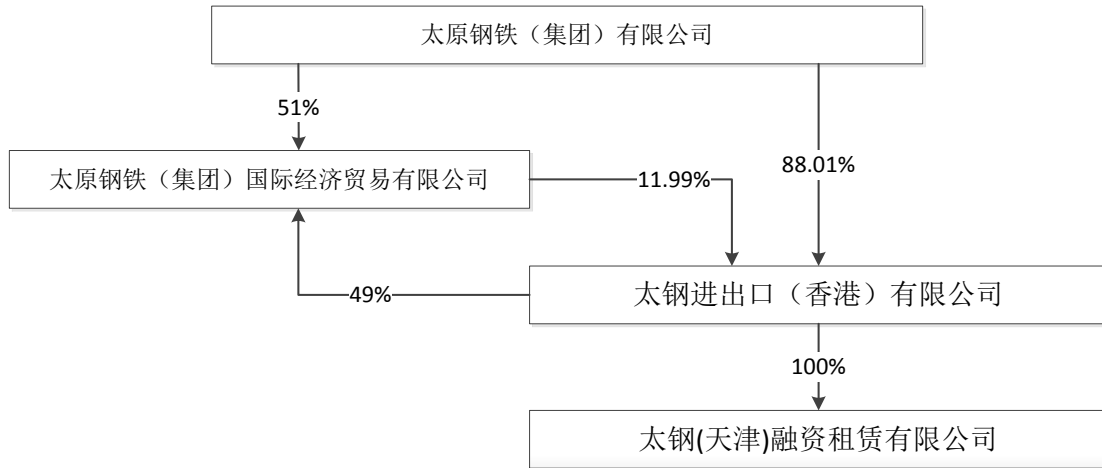 太原钢铁（集团）有限公司
51%
太原钢铁（集团）国际经济贸易有限公司
11.99%
88.01%
太钢进出口（香港）有限公司
49%
100%
太钢(天津)融资租赁有限公司